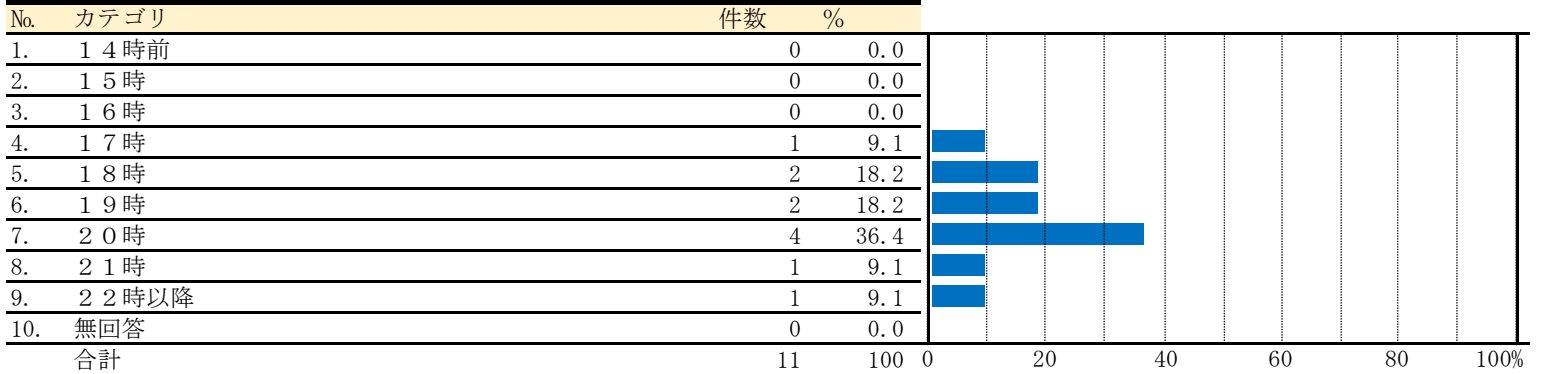 № カテゴリ 件数 %
1. １４時前 0 0.0
2. １５時 0 0.0
3. １６時 0 0.0
4. １７時 1 9.1
5. １８時 2 18.2
6. １９時 2 18.2
7. ２０時 4 36.4
8. ２１時 1 9.1
9. ２２時以降 1 9.1
10. 無回答 0 0.0
合計 11 100 0 20 40 60 80 100%